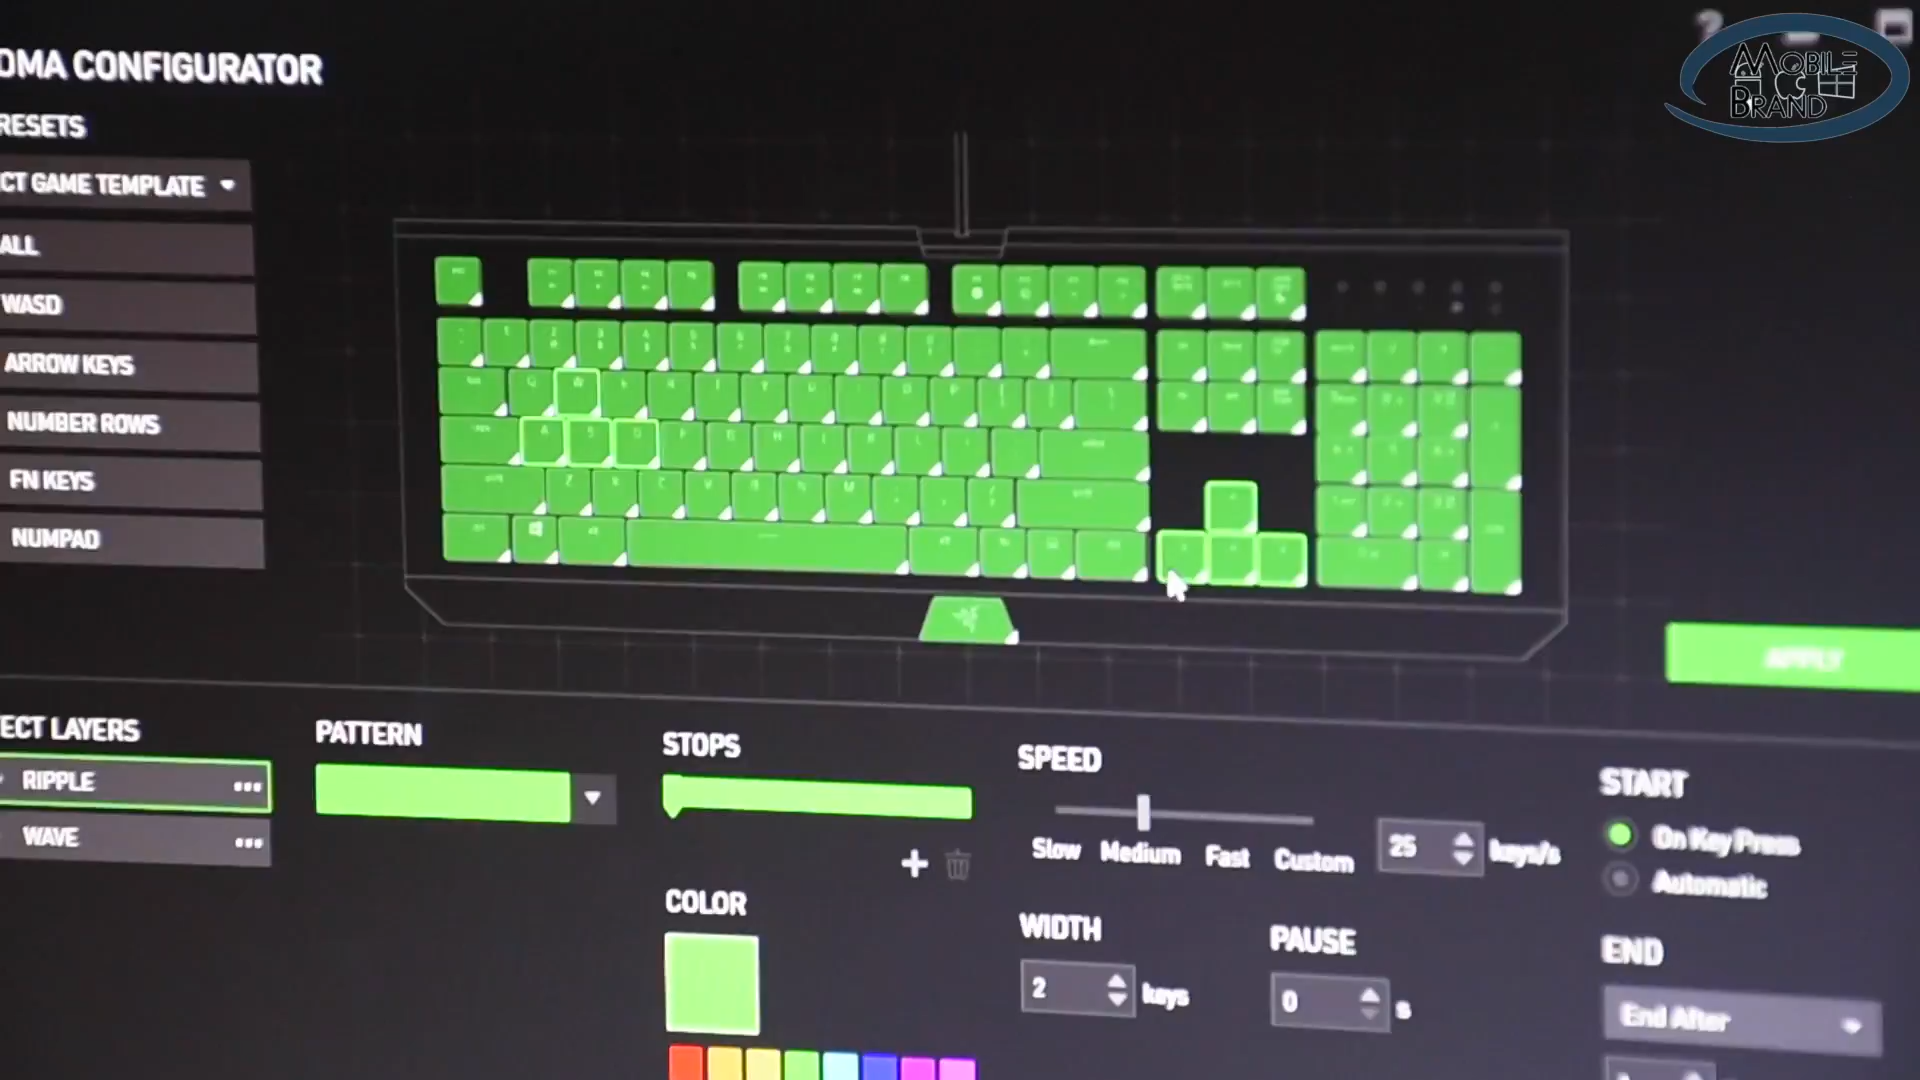 OMA CONFIGURATOR
RESETS
CT GAME TEMPLATE
ALL
WASD
ARROW KEYS
NUMBER ROWS
FN KEYS
NUMPAD
MOBILE
BRAND
APPLY
ECT LAYERS
RIPPLE
WAVE
PATTERN
STOPS
COLOR
SPEED
Slow Medium Fast Custom
25 keys/s
WIDTH
2 keys
PAUSE
0 s
START
On Key Press
Automatic
END
End After